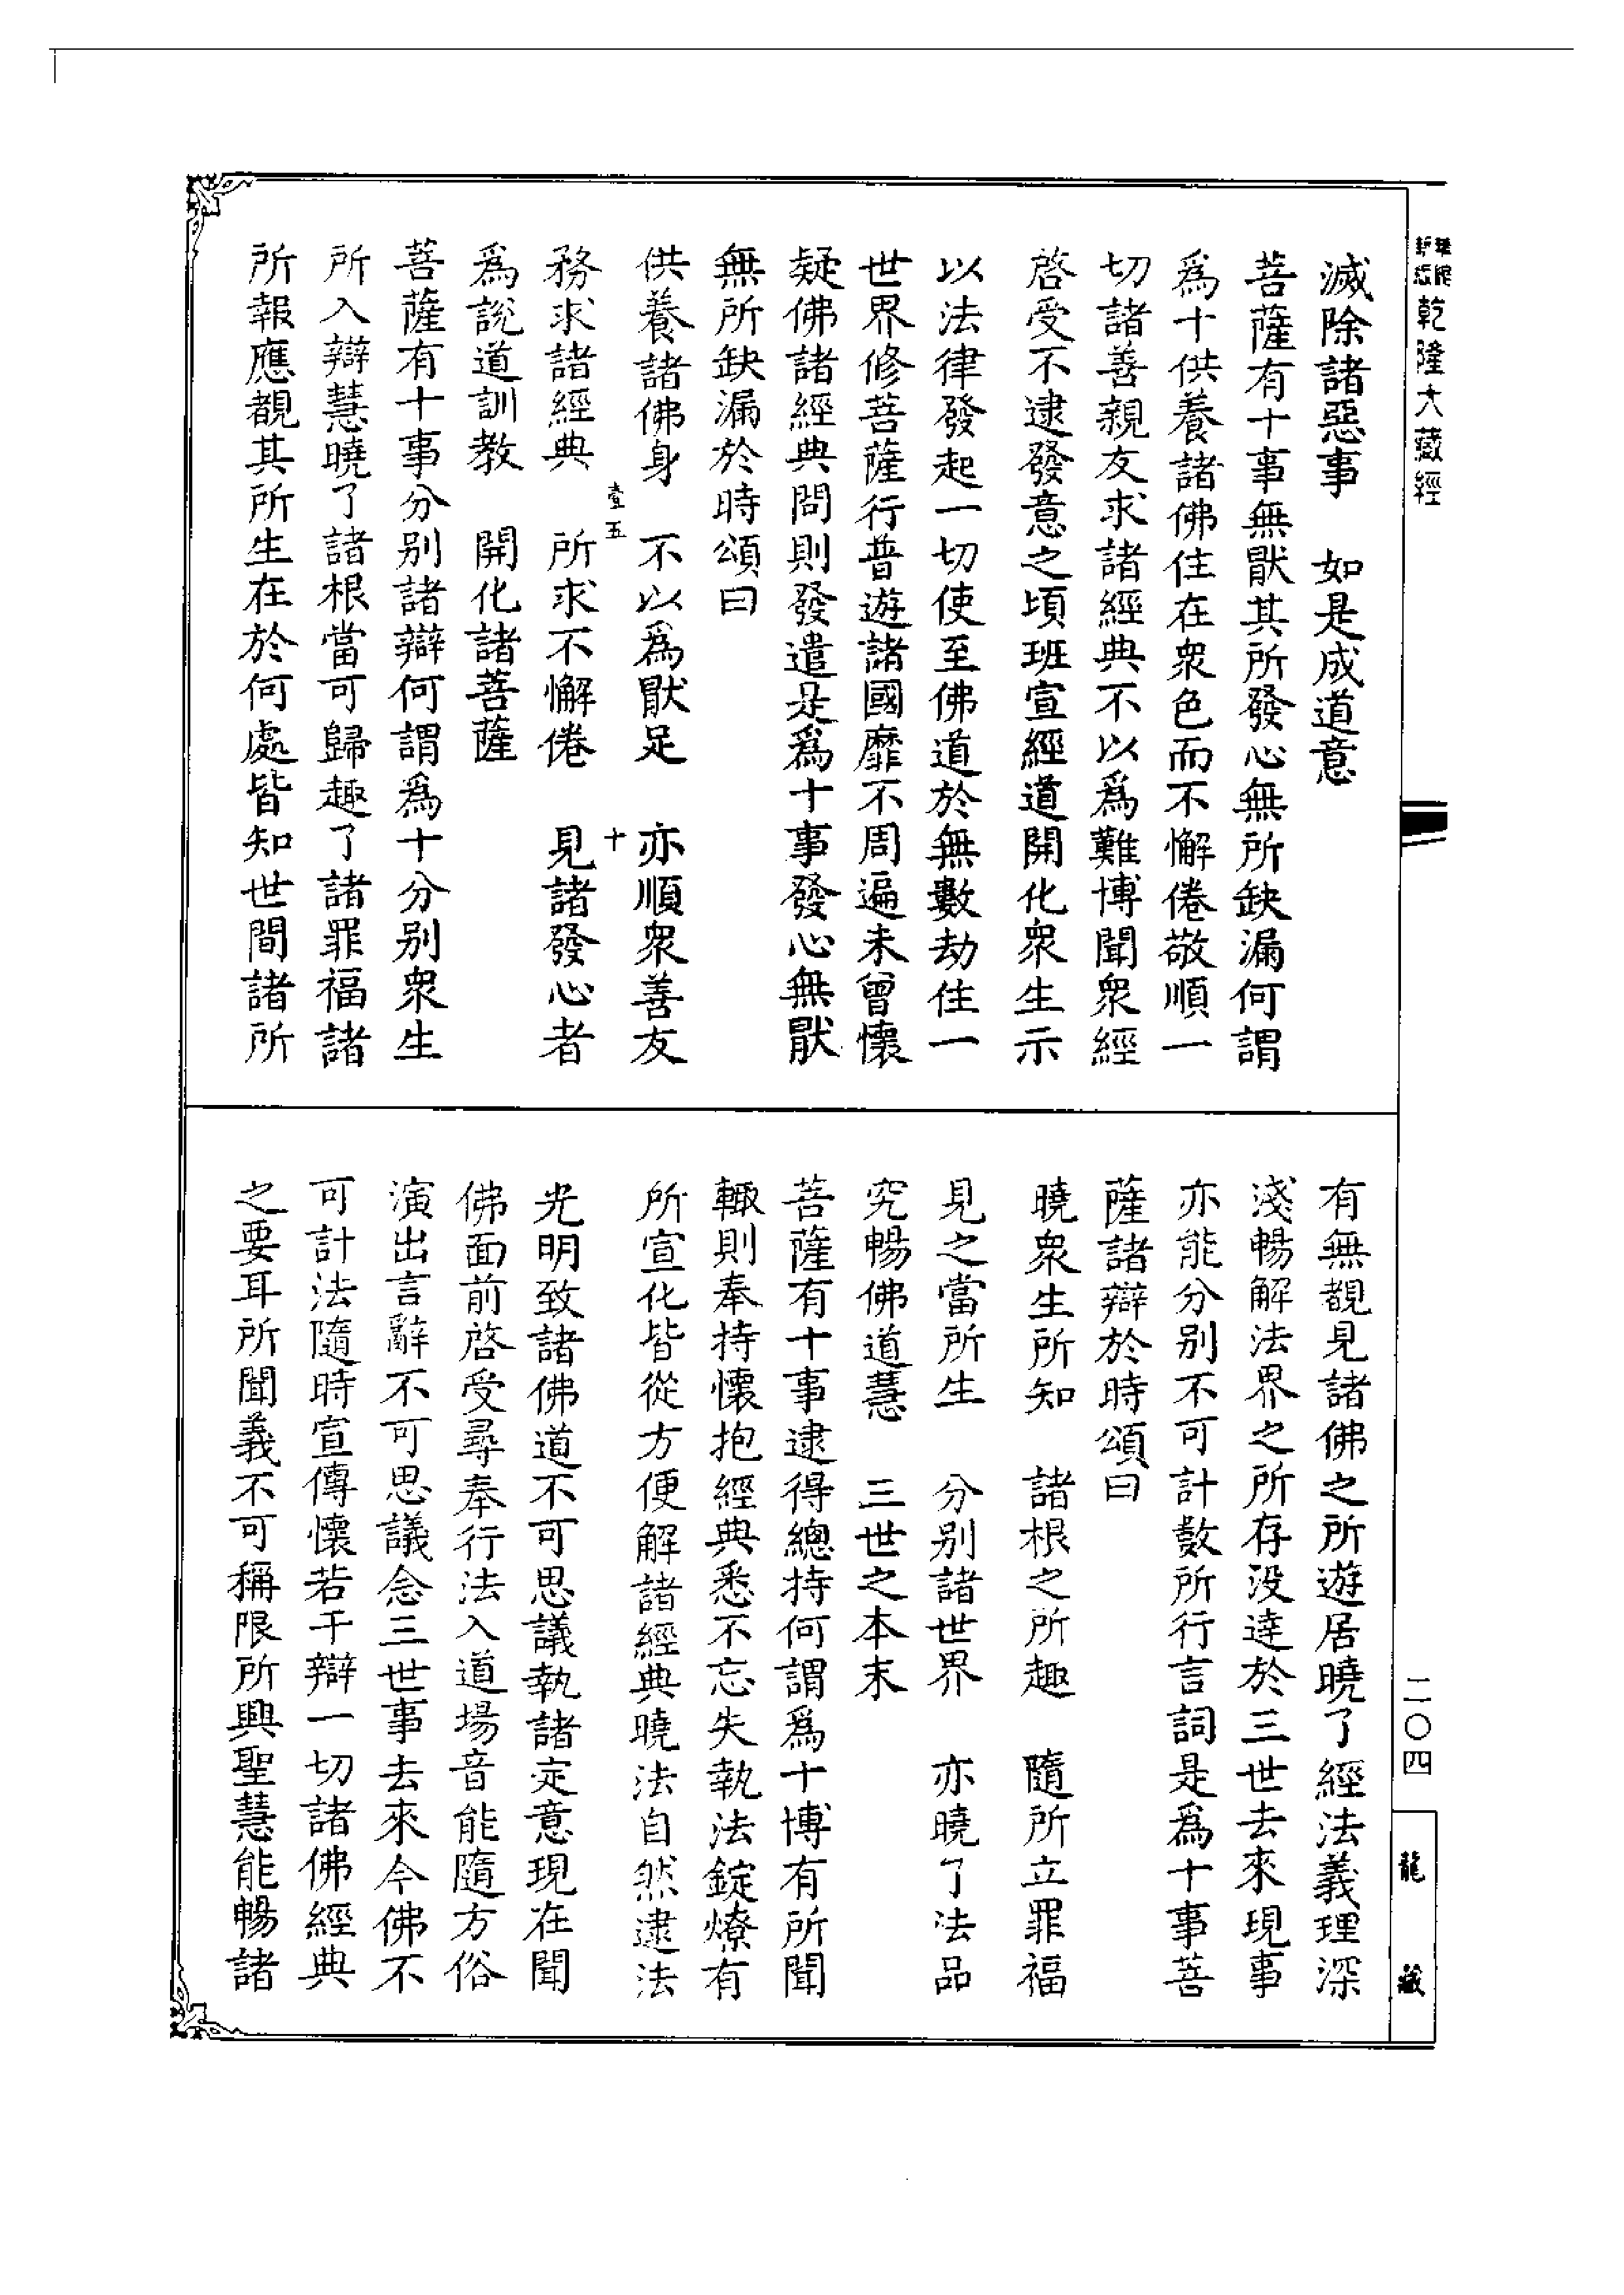 乾隆大藏經
滅除諸惡事　如是成道意
菩薩有十事無猒其所發心無所缺漏何謂
爲十供養諸佛住在衆色而不懈倦敬順一
切諸善親友求諸經典不以爲難博聞衆經
啓受不逮發意之頃班宣經道開化衆生示
以法律發起一切使至佛道於無數劫住一
世界修菩薩行普遊諸國靡不周遍未曾懷
疑佛諸經典問則發遣是爲十事發心無猒
無所缺漏於時頌曰
供養諸佛身　不以爲猒足　亦順衆善友
壹五　十
務求諸經典　所求不懈倦　見諸發心者
爲說道訓教　開化諸菩薩
菩薩有十事分别諸辯何謂爲十分别衆生
所入辯慧曉了諸根當可歸趣了諸罪福諸
所報應覩其所生在於何處皆知世間諸所
有無覩見諸佛之所遊居曉了經法義理深
淺暢解法界之所存没逹於三世去來現事
亦能分别不可計數所行言詞是爲十事菩
薩諸辯於時頌曰
曉衆生所知　諸根之所趣　隨所立罪福
見之當所生　分别諸世界　亦曉了法品
究暢佛道慧　三世之本末
菩薩有十事逮得總持何謂爲十博有所聞
輙則奉持懷抱經典悉不忘失執法錠燎有
所宣化皆從方便解諸經典曉法自然逮法
光明致諸佛道不可思議執諸定意現在聞
佛面前啓受尋奉行法入道場音能隨方俗
演出言辭不可思議念三世事去來今佛不
可計法隨時宣傳懷若干辯一切諸佛經典
之要耳所聞義不可稱限所興聖慧能暢諸
二〇四
龍藏